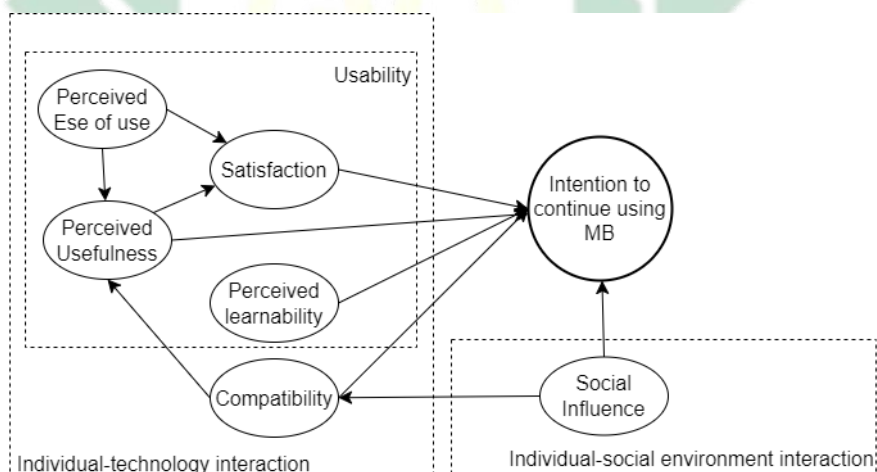 Usability
Perceived
Ese of use
Satisfaction
Perceived
Usefulness
Perceived
learnability
Compatibility
Intention to
continue using
MB
Social
Influence
Individual-technology interaction
Individual-social environment interaction